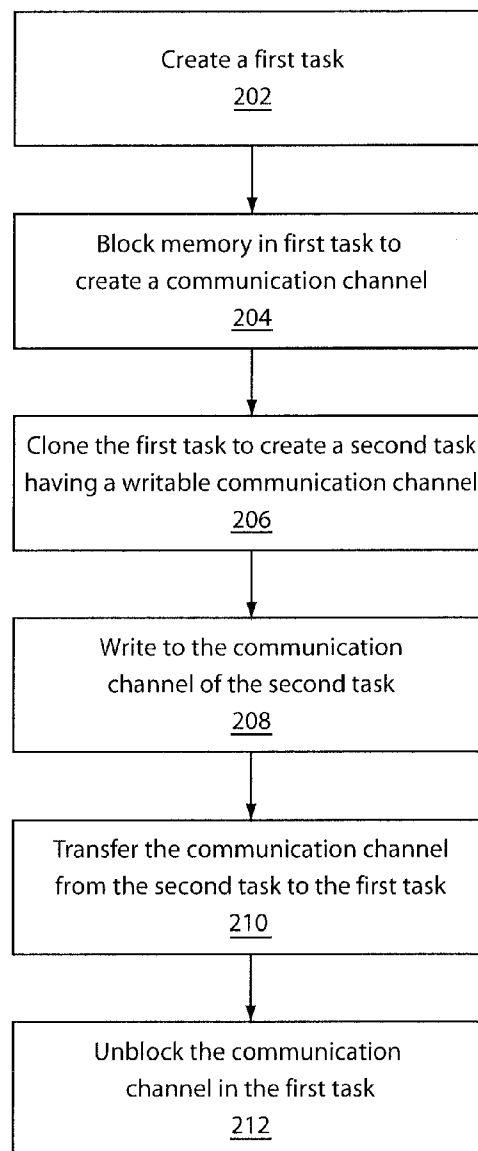 Create a first task
202
Block memory in first task to
create a communication channel
204
Clone the first task to create a second task
having a writable communication channel
206
Write to the communication
channel of the second task
208
Transfer the communication channel
from the second task to the first task
210
Unblock the communication
channel in the first task
212